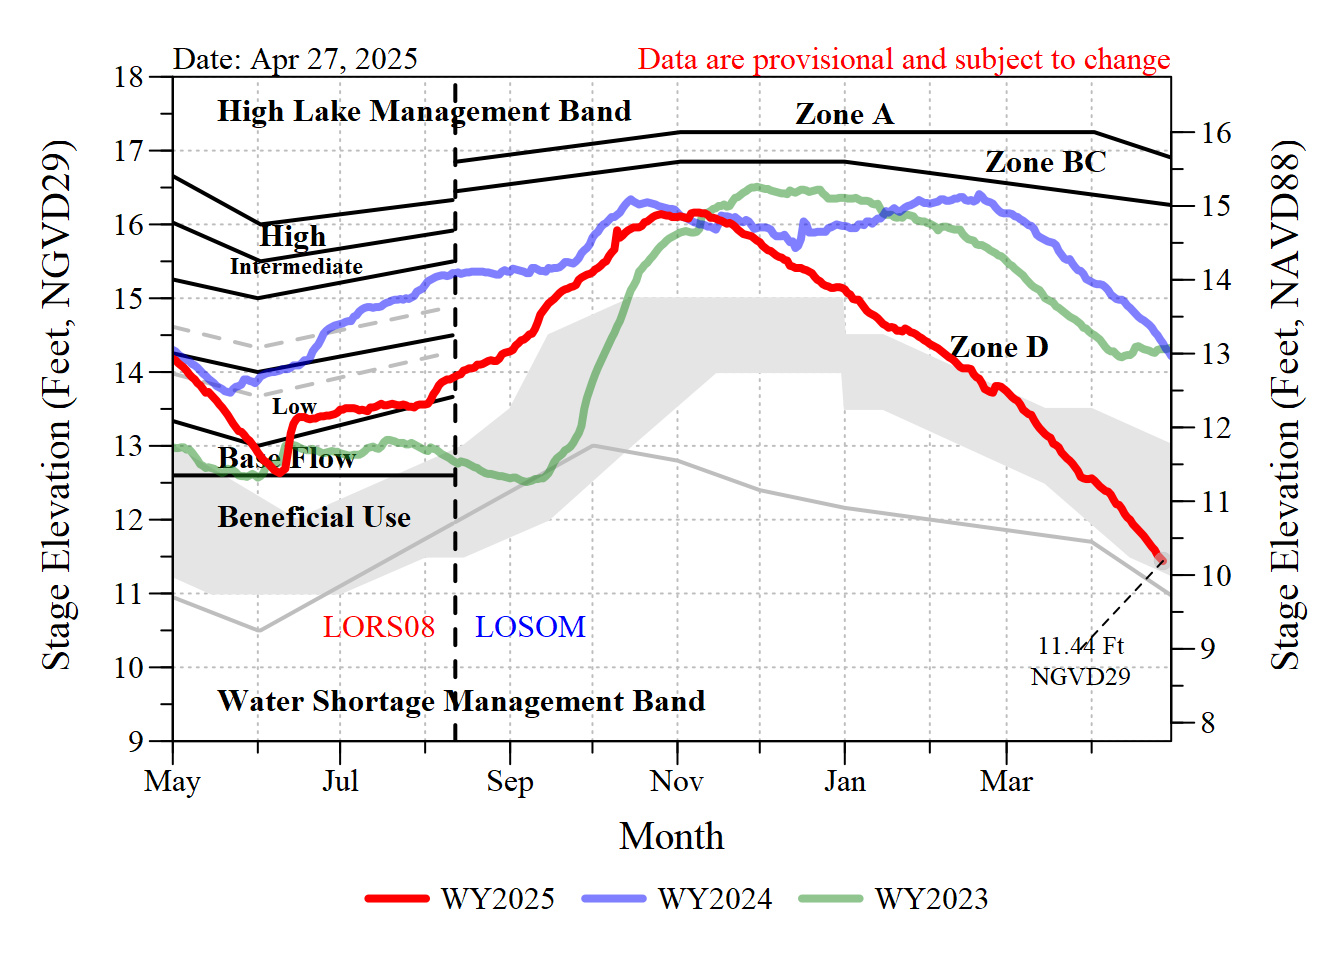 Date: Apr 27, 2025
Data are provisional and subject to change
18
17
16
15
14
13
12
11
10
9
Stage Elevation (Feet, NGVD29)
High Lake Management Band
Zone A
Zone BC
High
Intermediate
Zone D
Low
Base Flow
Beneficial Use
LORS08
LOSOM
11.44 Ft
NGVD29
Water Shortage Management Band
16
15
14
13
12
11
10
9
8
Stage Elevation (Feet, NAVD88)
May Jul Sep Nov Jan Mar
Month
WY2025 WY2024 WY2023